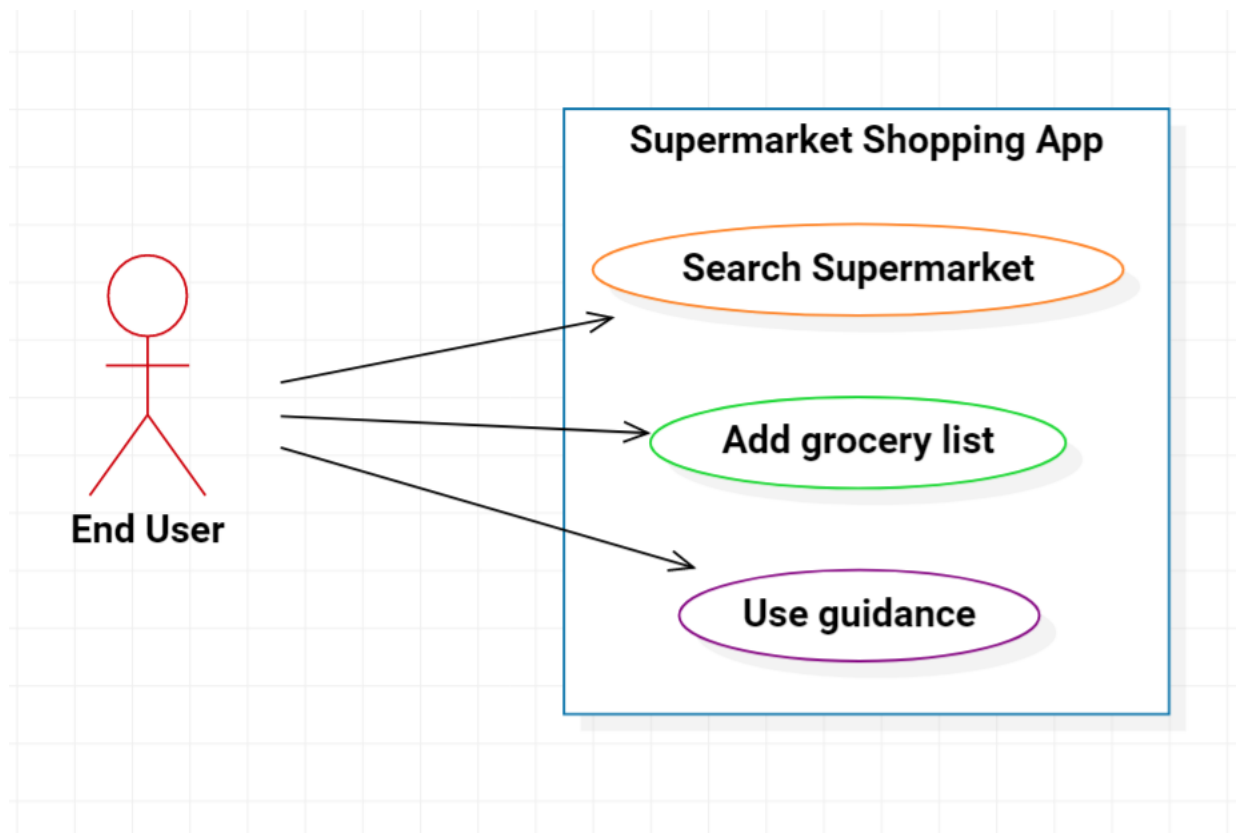 Supermarket Shopping App
Search Supermarket
Add grocery list
Use guidance
End User